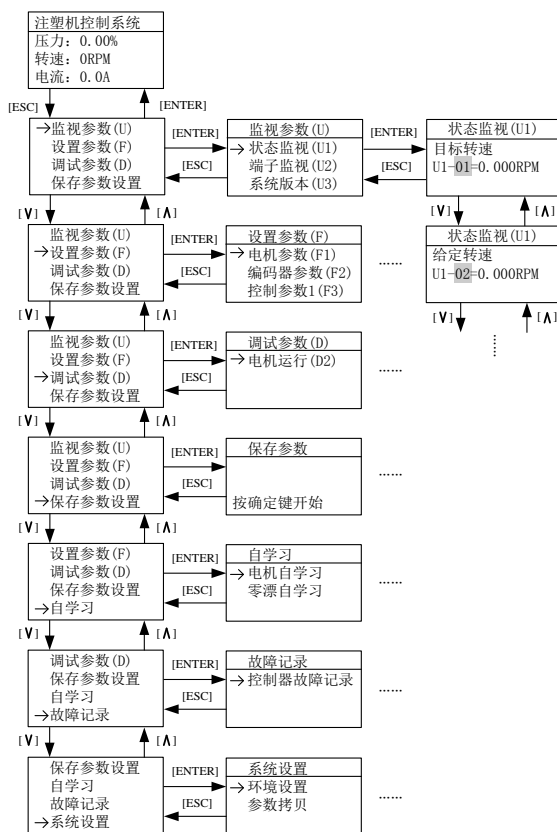 注塑机控制系统
压力: 0.00%
转速: 0RPM
电流: 0.0A
[ESC]
[ENTER]
→监视参数(U)
设置参数(F)
调试参数(D)
保存参数设置
[ENTER]
[ESC]
监视参数(U)
→状态监视(U1)
端子监视(U2)
系统版本(U3)
[ENTER]
[ESC]
状态监视(U1)
目标转速
U1-01=0.000RPM
[∨]
[∧]
[∨]
[∧]
监视参数(U)
→设置参数(F)
调试参数(D)
保存参数设置
[ENTER]
[ESC]
设置参数(F)
→电机参数(F1)
编码器参数(F2)
控制参数1(F3)
……
状态监视(U1)
给定转速
U1-02=0.000RPM
[∨]
[∧]
……
[∨]
[∧]
监视参数(U)
设置参数(F)
→调试参数(D)
保存参数设置
[ENTER]
[ESC]
调试参数(D)
→电机运行(D2)
……
[∨]
[∧]
监视参数(U)
设置参数(F)
调试参数(D)
→保存参数设置
[ENTER]
[ESC]
保存参数
按确定键开始
……
[∨]
[∧]
设置参数(F)
调试参数(D)
保存参数设置
→自学习
[ENTER]
[ESC]
自学习
→电机自学习
零漂自学习
……
[∨]
[∧]
调试参数(D)
保存参数设置
自学习
→故障记录
[ENTER]
[ESC]
故障记录
→控制器故障记录
……
[∨]
[∧]
保存参数设置
自学习
故障记录
→系统设置
[ENTER]
[ESC]
系统设置
→环境设置
参数拷贝
……